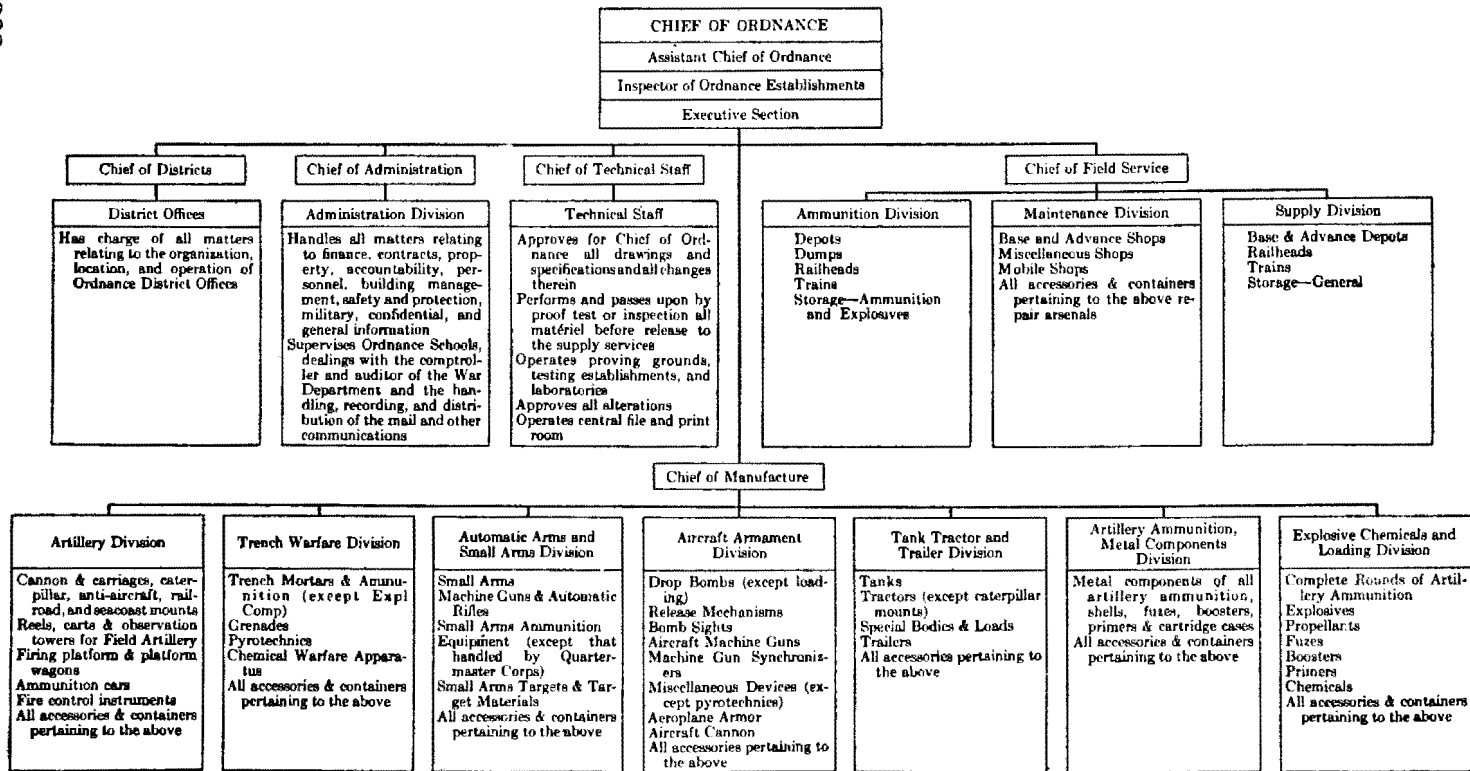 CHIEF OF ORDNANCE
Assistant Chief of Ordnance
Inspector of Ordnance Establishments
Executive Section
Chief of Districts
Chief of Administration
Chief of Technical Staff
Chief of Field Service
District Offices
Has charge of all matters
relating to the organization,
location, and operation of
Ordnance District Offices
Administration Division
Handles all matters relating
to finance, contracts, prop-
erty, accountability, per-
sonnel, building manage-
ment, safety and protection,
military, confidential, and
general information
Supervises Ordnance Schools,
dealings with the comptrol-
ler and auditor of the War
Department and the han-
dling, recording, and distri-
bution of the mail and other
communications
Technical Staff
Approves for Chief of Ord-
nance all drawings and
specifications and all changes
therein
Performs and passes upon by
proof test or inspection all
matériel before release to
the supply services
Operates proving grounds,
testing establishments, and
laboratories
Approves all alterations
Operates central file and print
room
Ammunition Division
Depots
Dumps
Railheads
Trains
Storage—Ammunition
and Explosives
Maintenance Division
Base and Advance Shops
Miscellaneous Shops
Mobile Shops
All accessories & containers
pertaining to the above re-
pair arsenals
Supply Division
Base & Advance Depots
Railheads
Trains
Storage—General
Chief of Manufacture
Artillery Division
Cannon & carriages, cater-
pillar, anti-aircraft, rail-
road, and seacoast mounts
Reels, carts & observation
towers for Field Artillery
Firing platform & platform
wagons
Ammunition cars
Fire control instruments
All accessories & containers
pertaining to the above
Trench Warfare Division
Trench Mortars & Ammu-
nition (except Expl
Comp)
Grenades
Pyrotechnics
Chemical Warfare Appara-
tus
All accessories & containers
pertaining to the above
Automatic Arms and
Small Arms Division
Small Arms
Machine Guns & Automatic
Rifles
Small Arms Ammunition
Equipment (except that
handled by Quarter-
master Corps)
Small Arms Targets & Tar-
get Materials
All accessories & containers
pertaining to the above
Aircraft Armament
Division
Drop Bombs (except load-
ing)
Release Mechanisms
Bomb Sights
Aircraft Machine Guns
Machine Gun Synchroniz-
ers
Miscellaneous Devices (ex-
cept pyrotechnics)
Aeroplane Armor
Aircraft Cannon
All accessories pertaining to
the above
Tank Tractor and
Trailer Division
Tanks
Tractors (except caterpillar
mounts)
Special Bodies & Loads
Trailers
All accessories pertaining to
the above
Artillery Ammunition,
Metal Components
Division
Metal components of all
artillery ammunition,
shells, fuzes, boosters,
primers & cartridge cases
All accessories & containers
pertaining to the above
Explosive Chemicals and
Loading Division
Complete Rounds of Artil-
lery Ammunition
Explosives
Propellants
Fuzes
Boosters
Primers
Chemicals
All accessories & containers
pertaining to the above